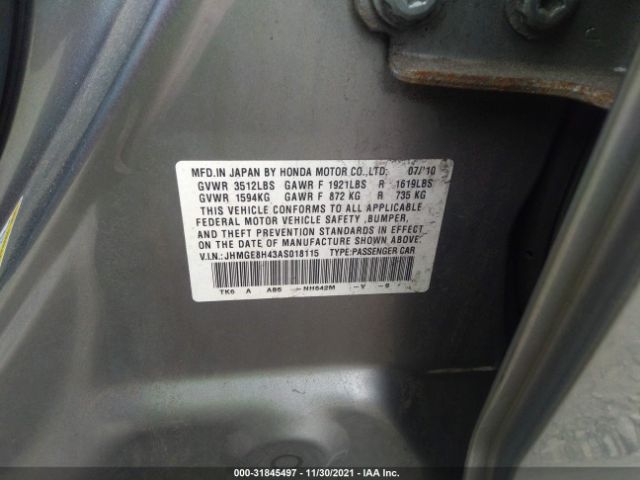 MFD.IN JAPAN BY HONDA MOTOR CO.,LTD. 07/'10
GVWR 3512LBS GAWR F 1921LBS R 1619LBS
GVWR 1594KG GAWR F 872 KG R 735 KG
THIS VEHICLE CONFORMS TO ALL APPLICABLE
FEDERAL MOTOR VEHICLE SAFETY ,BUMPER,
AND THEFT PREVENTION STANDARDS IN EFFECT
ON THE DATE OF MANUFACTURE SHOWN ABOVE.
V.I.N.:JHMGE8H43AS018115 TYPE:PASSENGER CAR
TK6 A A95 -NH642M -Y -6
000-31845497 - 11/30/2021 - IAA Inc.